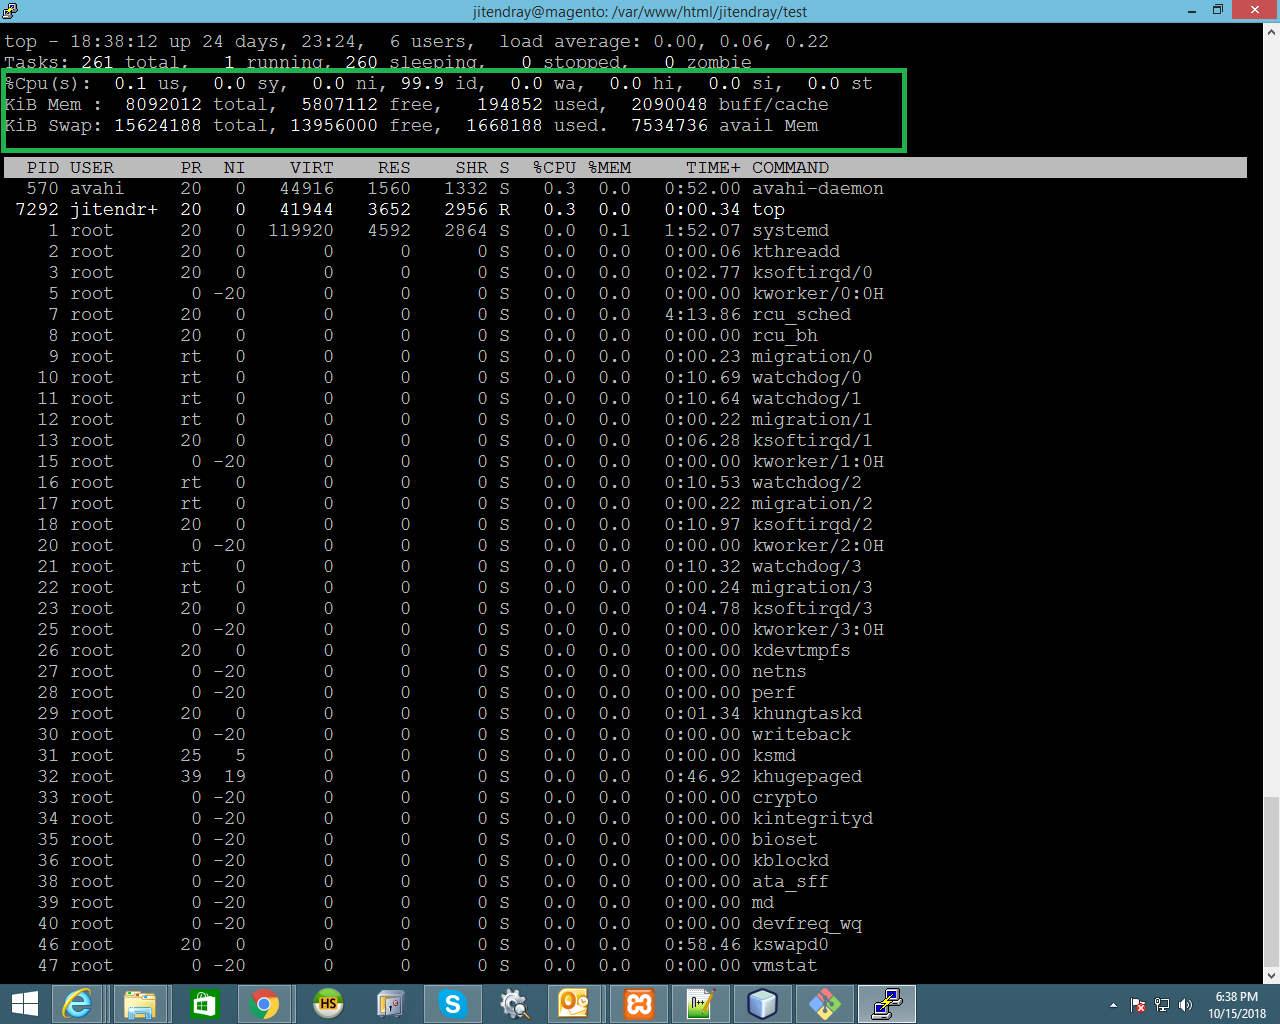 jitendray@magento: /var/www/html/jitendray/test
top - 18:38:12 up 24 days, 23:24,  6 users,  load average: 0.00, 0.06, 0.22
Tasks: 261 total,   1 running, 260 sleeping,   0 stopped,   0 zombie
%Cpu(s):  0.1 us,  0.0 sy,  0.0 ni, 99.9 id,  0.0 wa,  0.0 hi,  0.0 si,  0.0 st
KiB Mem :  8092012 total,  5807112 free,   194852 used,  2090048 buff/cache
KiB Swap: 15624188 total, 13956000 free,  1668188 used.  7534736 avail Mem
PID USER PR NI VIRT RES SHR S %CPU %MEM TIME+ COMMAND
570 avahi 20 0 44916 1560 1332 S 0.3 0.0 0:52.00 avahi-daemon
7292 jitendr+ 20 0 41944 3652 2956 R 0.3 0.0 0:00.34 top
1 root 20 0 119920 4592 2864 S 0.0 0.1 1:52.07 systemd
2 root 20 0 0 0 0 S 0.0 0.0 0:00.06 kthreadd
3 root 20 0 0 0 0 S 0.0 0.0 0:02.77 ksoftirqd/0
5 root 0 -20 0 0 0 S 0.0 0.0 0:00.00 kworker/0:0H
7 root 20 0 0 0 0 S 0.0 0.0 4:13.86 rcu_sched
8 root 20 0 0 0 0 S 0.0 0.0 0:00.00 rcu_bh
9 root rt 0 0 0 0 S 0.0 0.0 0:00.23 migration/0
10 root rt 0 0 0 0 S 0.0 0.0 0:10.69 watchdog/0
11 root rt 0 0 0 0 S 0.0 0.0 0:10.64 watchdog/1
12 root rt 0 0 0 0 S 0.0 0.0 0:00.22 migration/1
13 root 20 0 0 0 0 S 0.0 0.0 0:06.28 ksoftirqd/1
15 root 0 -20 0 0 0 S 0.0 0.0 0:00.00 kworker/1:0H
16 root rt 0 0 0 0 S 0.0 0.0 0:10.53 watchdog/2
17 root rt 0 0 0 0 S 0.0 0.0 0:00.22 migration/2
18 root 20 0 0 0 0 S 0.0 0.0 0:10.97 ksoftirqd/2
20 root 0 -20 0 0 0 S 0.0 0.0 0:00.00 kworker/2:0H
21 root rt 0 0 0 0 S 0.0 0.0 0:10.32 watchdog/3
22 root rt 0 0 0 0 S 0.0 0.0 0:00.24 migration/3
23 root 20 0 0 0 0 S 0.0 0.0 0:04.78 ksoftirqd/3
25 root 0 -20 0 0 0 S 0.0 0.0 0:00.00 kworker/3:0H
26 root 20 0 0 0 0 S 0.0 0.0 0:00.00 kdevtmpfs
27 root 0 -20 0 0 0 S 0.0 0.0 0:00.00 netns
28 root 0 -20 0 0 0 S 0.0 0.0 0:00.00 perf
29 root 20 0 0 0 0 S 0.0 0.0 0:01.34 khungtaskd
30 root 0 -20 0 0 0 S 0.0 0.0 0:00.00 writeback
31 root 25 5 0 0 0 S 0.0 0.0 0:00.00 ksmd
32 root 39 19 0 0 0 S 0.0 0.0 0:46.92 khugepaged
33 root 0 -20 0 0 0 S 0.0 0.0 0:00.00 crypto
34 root 0 -20 0 0 0 S 0.0 0.0 0:00.00 kintegrityd
35 root 0 -20 0 0 0 S 0.0 0.0 0:00.00 bioset
36 root 0 -20 0 0 0 S 0.0 0.0 0:00.00 kblockd
38 root 0 -20 0 0 0 S 0.0 0.0 0:00.00 ata_sff
39 root 0 -20 0 0 0 S 0.0 0.0 0:00.00 md
40 root 0 -20 0 0 0 S 0.0 0.0 0:00.00 devfreq_wq
46 root 20 0 0 0 0 S 0.0 0.0 0:58.46 kswapd0
47 root 0 -20 0 0 0 S 0.0 0.0 0:00.00 vmstat
HS
6:38 PM
10/15/2018